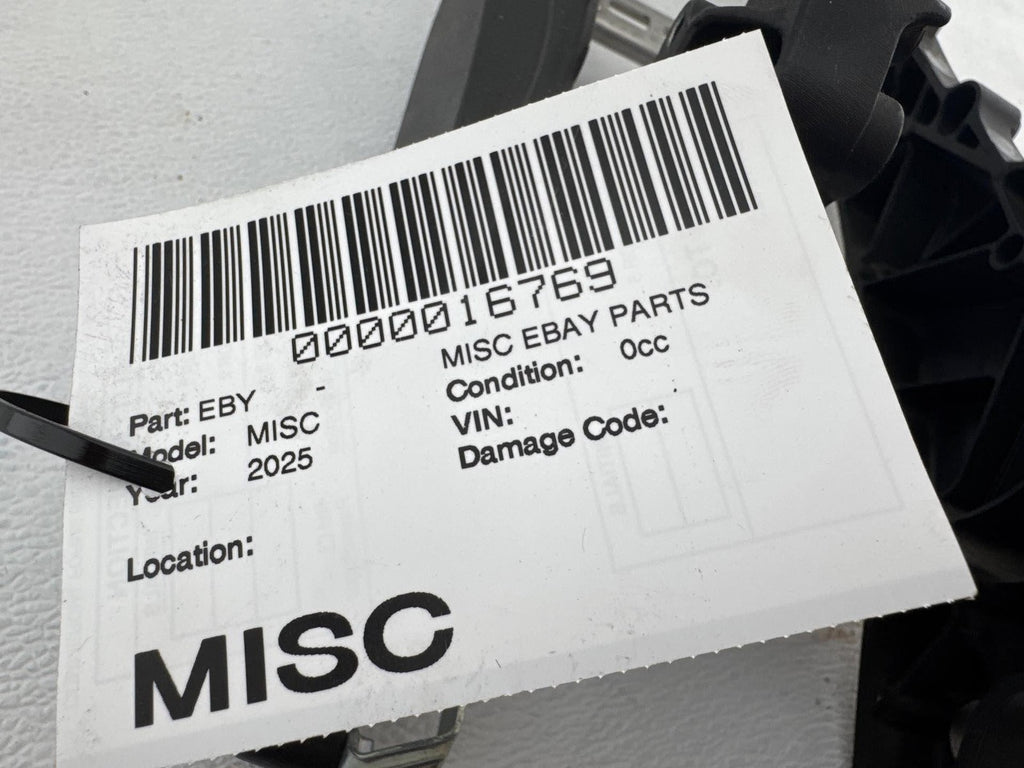 0000016769
MISC EBAY PARTS
Part: EBY -
Condition: 0cc
Model: MISC
VIN:
Year: 2025
Damage Code:
Location:
MISC